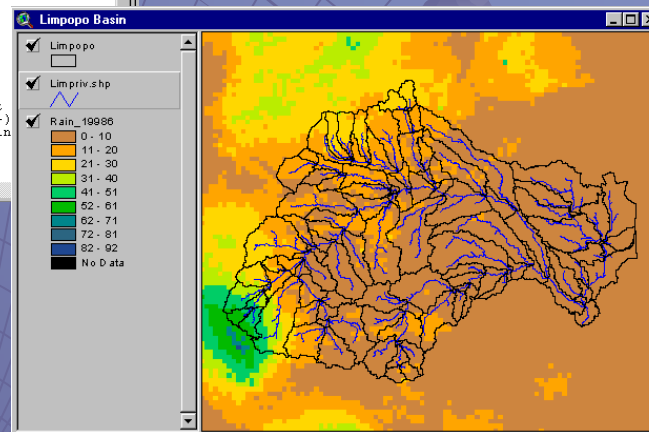 Limpopo Basin
Limpopo
Limpriv.shp
Rain_19986
0 - 10
11 - 20
21 - 30
31 - 40
41 - 51
52 - 61
62 - 71
72 - 81
82 - 92
No Data